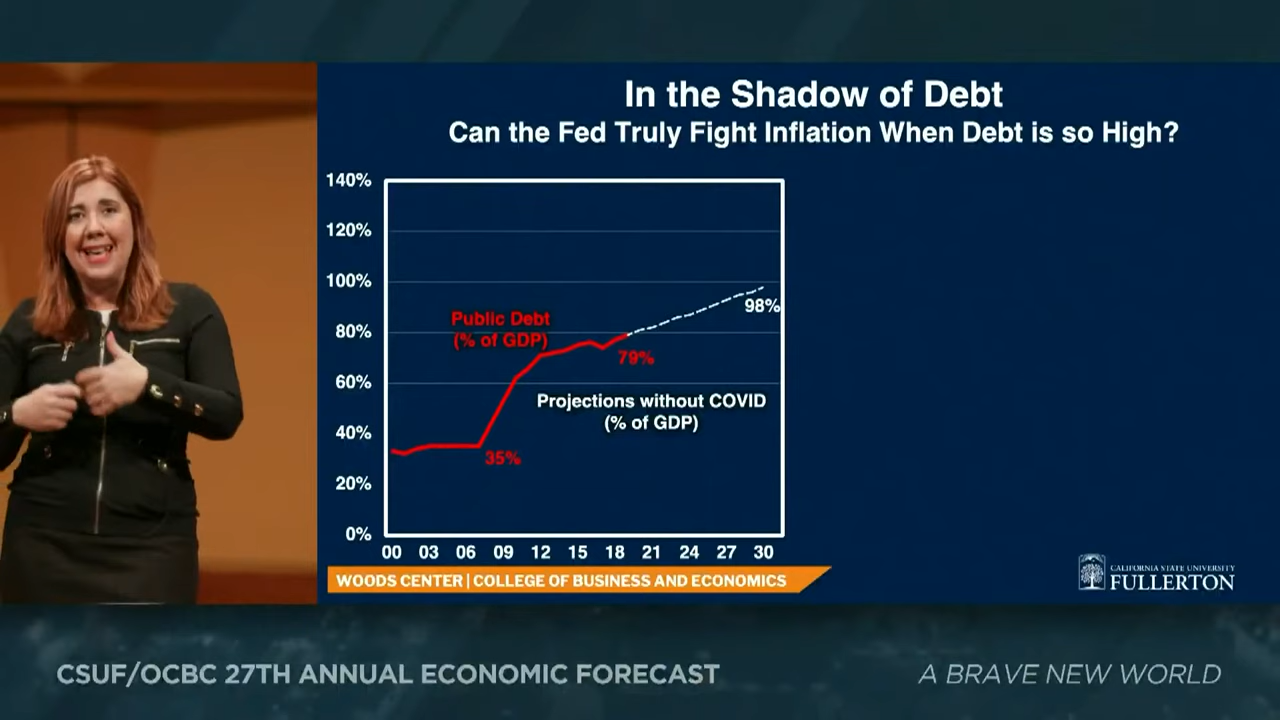 In the Shadow of Debt
Can the Fed Truly Fight Inflation When Debt is so High?
140%
120%
100%
80%
60%
40%
20%
0%
Public Debt
(% of GDP)
98%
79%
Projections without COVID
(% of GDP)
35%
00 03 06 09 12 15 18 21 24 27 30
WOODS CENTER | COLLEGE OF BUSINESS AND ECONOMICS
CALIFORNIA STATE UNIVERSITY
FULLERTON
CSUF/OCBC 27TH ANNUAL ECONOMIC FORECAST
A BRAVE NEW WORLD